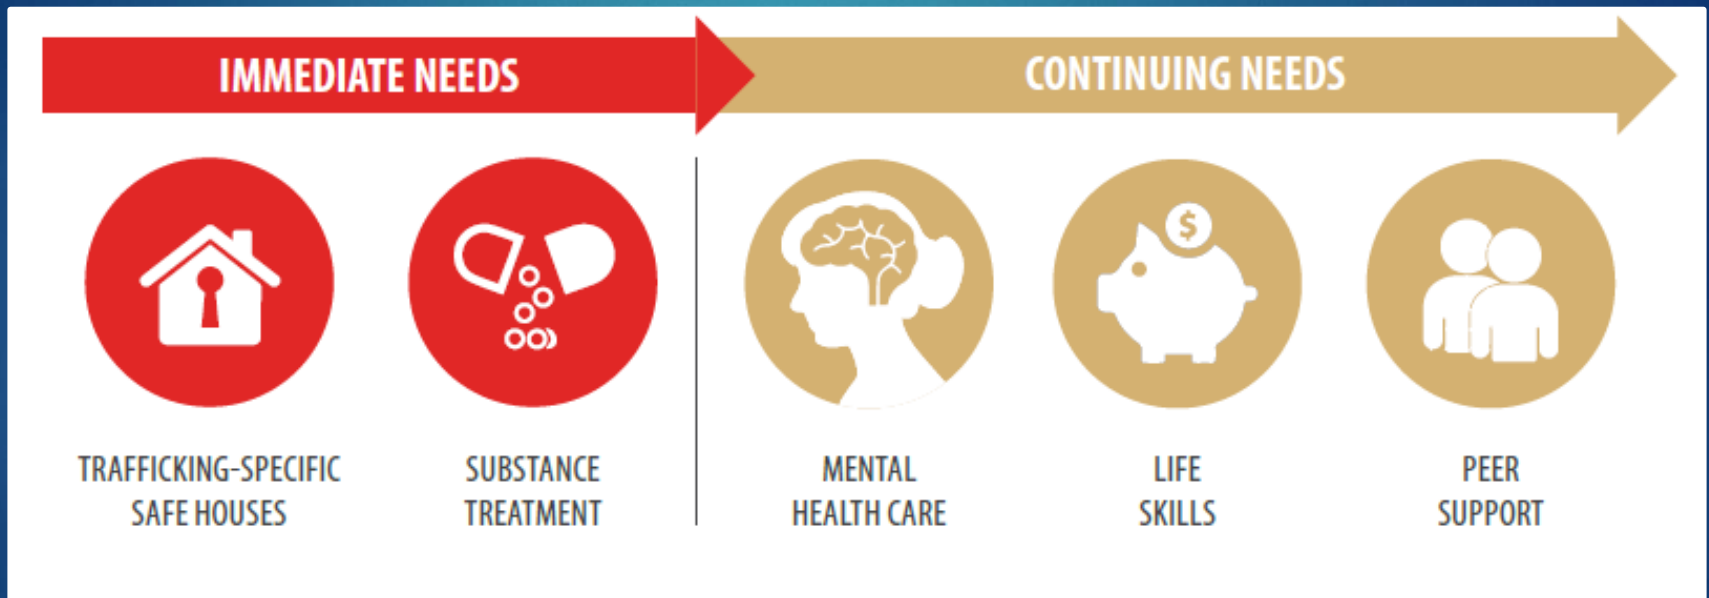 IMMEDIATE NEEDS
CONTINUING NEEDS
$
TRAFFICKING-SPECIFIC
SAFE HOUSES
SUBSTANCE
TREATMENT
MENTAL
HEALTH CARE
LIFE
SKILLS
PEER
SUPPORT